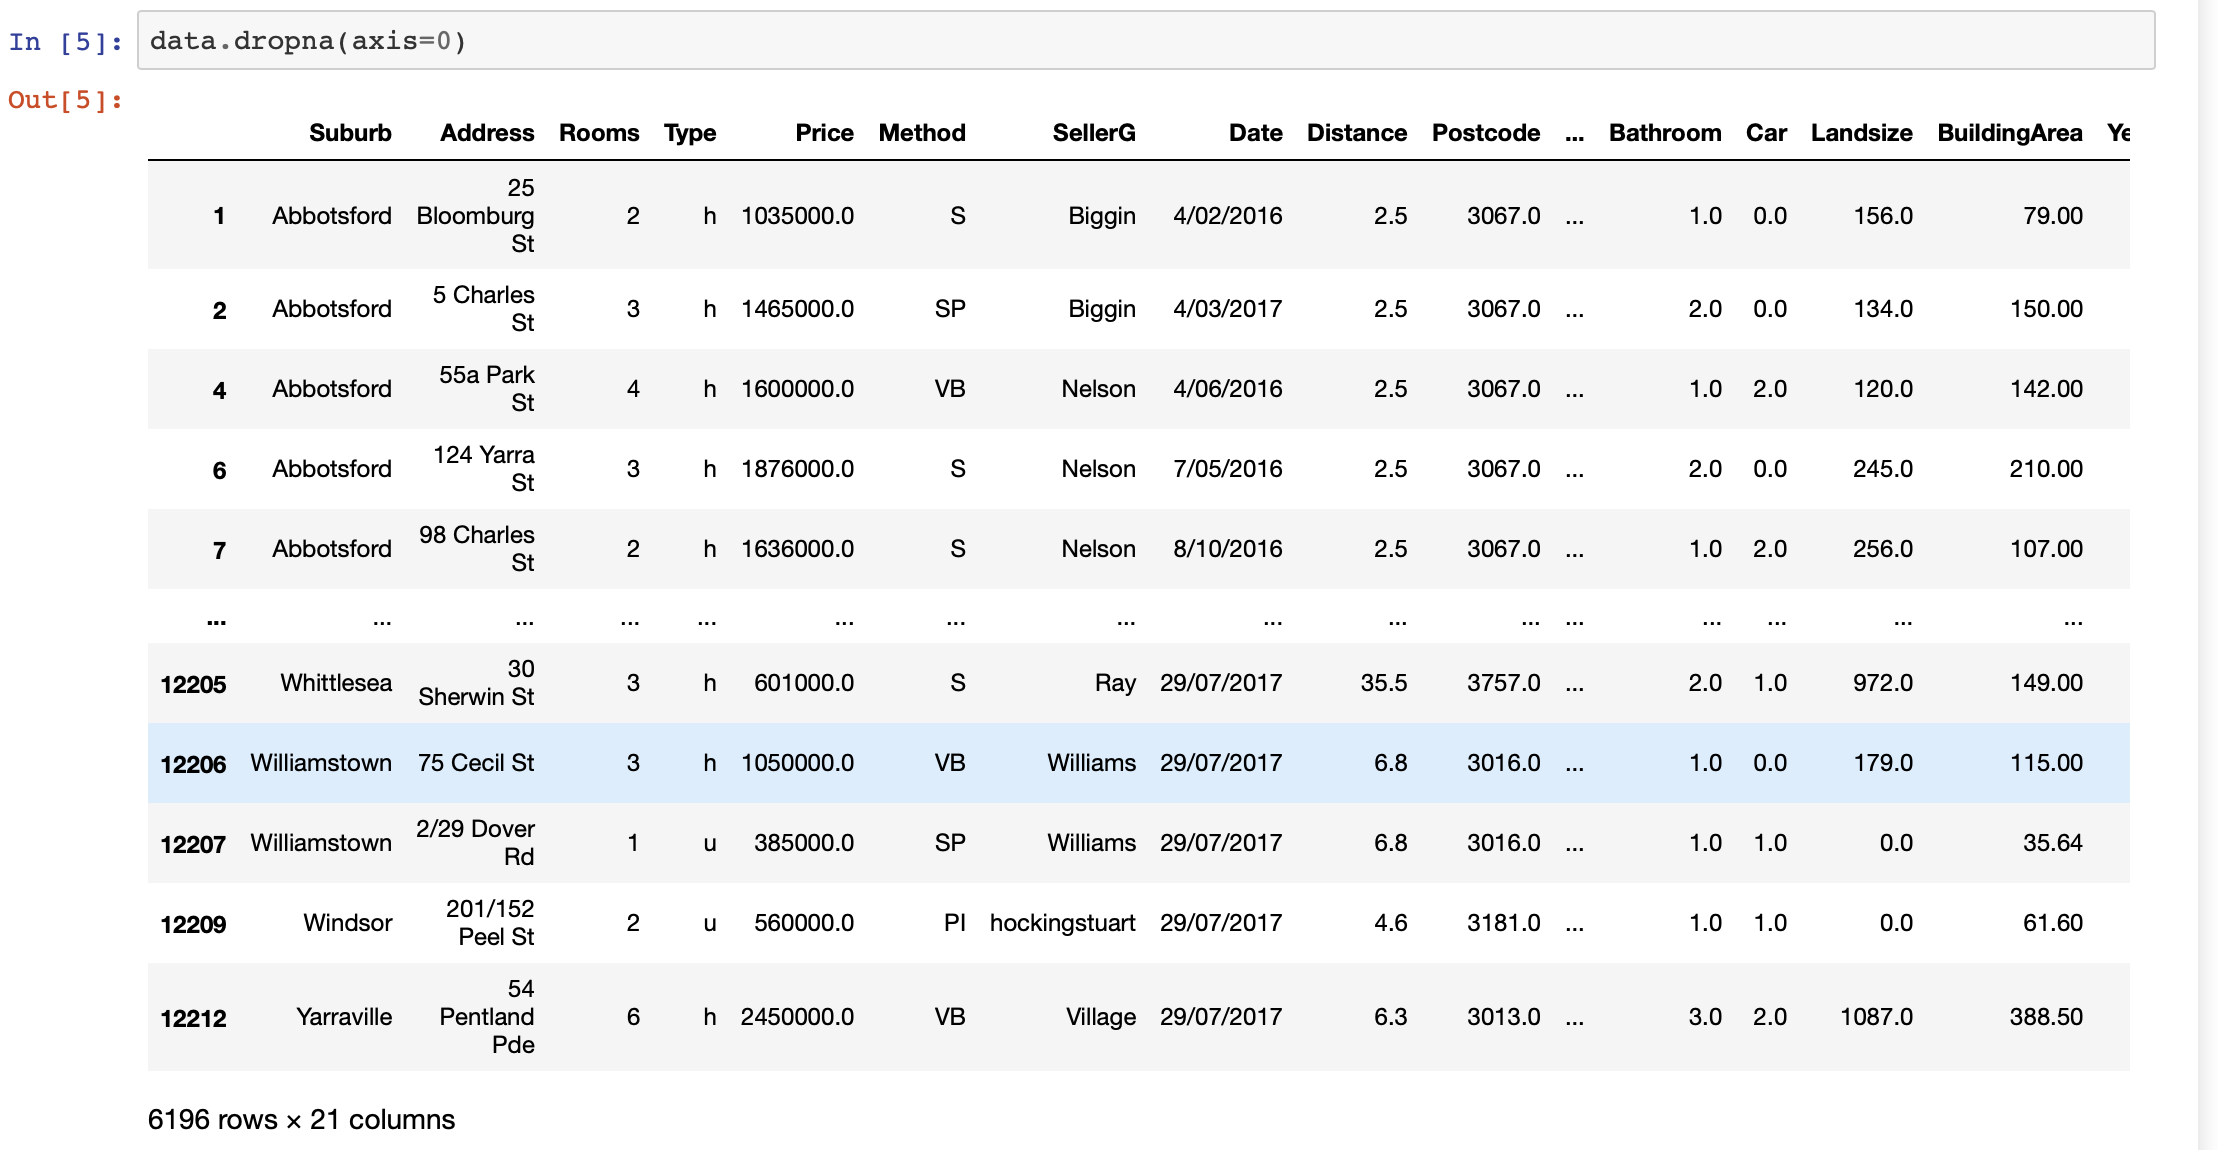 In [5]: data.dropna(axis=0)
Out[5]:
Suburb Address Rooms Type Price Method SellerG Date Distance Postcode ... Bathroom Car Landsize BuildingArea Ye
1 Abbotsford 25 Bloomburg St 2 h 1035000.0 S Biggin 4/02/2016 2.5 3067.0 ... 1.0 0.0 156.0 79.00
2 Abbotsford 5 Charles St 3 h 1465000.0 SP Biggin 4/03/2017 2.5 3067.0 ... 2.0 0.0 134.0 150.00
4 Abbotsford 55a Park St 4 h 1600000.0 VB Nelson 4/06/2016 2.5 3067.0 ... 1.0 2.0 120.0 142.00
6 Abbotsford 124 Yarra St 3 h 1876000.0 S Nelson 7/05/2016 2.5 3067.0 ... 2.0 0.0 245.0 210.00
7 Abbotsford 98 Charles St 2 h 1636000.0 S Nelson 8/10/2016 2.5 3067.0 ... 1.0 2.0 256.0 107.00
... ... ... ... ... ... ... ... ... ... ... ... ... ... ... ...
12205 Whittlesea 30 Sherwin St 3 h 601000.0 S Ray 29/07/2017 35.5 3757.0 ... 2.0 1.0 972.0 149.00
12206 Williamstown 75 Cecil St 3 h 1050000.0 VB Williams 29/07/2017 6.8 3016.0 ... 1.0 0.0 179.0 115.00
12207 Williamstown 2/29 Dover Rd 1 u 385000.0 SP Williams 29/07/2017 6.8 3016.0 ... 1.0 1.0 0.0 35.64
12209 Windsor 201/152 Peel St 2 u 560000.0 PI hockingstuart 29/07/2017 4.6 3181.0 ... 1.0 1.0 0.0 61.60
12212 Yarraville 54 Pentland Pde 6 h 2450000.0 VB Village 29/07/2017 6.3 3013.0 ... 3.0 2.0 1087.0 388.50
6196 rows × 21 columns